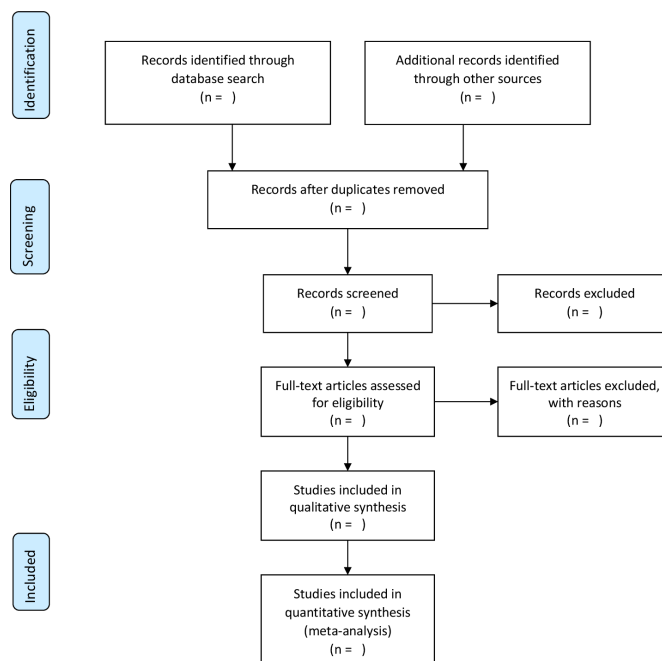 Identification
Records identified through
database search
(n =   )
Additional records identified
through other sources
(n =   )
Screening
Records after duplicates removed
(n =   )
Records screened
(n =   )
Records excluded
(n =   )
Eligibility
Full-text articles assessed
for eligibility
(n =   )
Full-text articles excluded,
with reasons
(n =   )
Studies included in
qualitative synthesis
(n =   )
Included
Studies included in
quantitative synthesis
(meta-analysis)
(n =   )